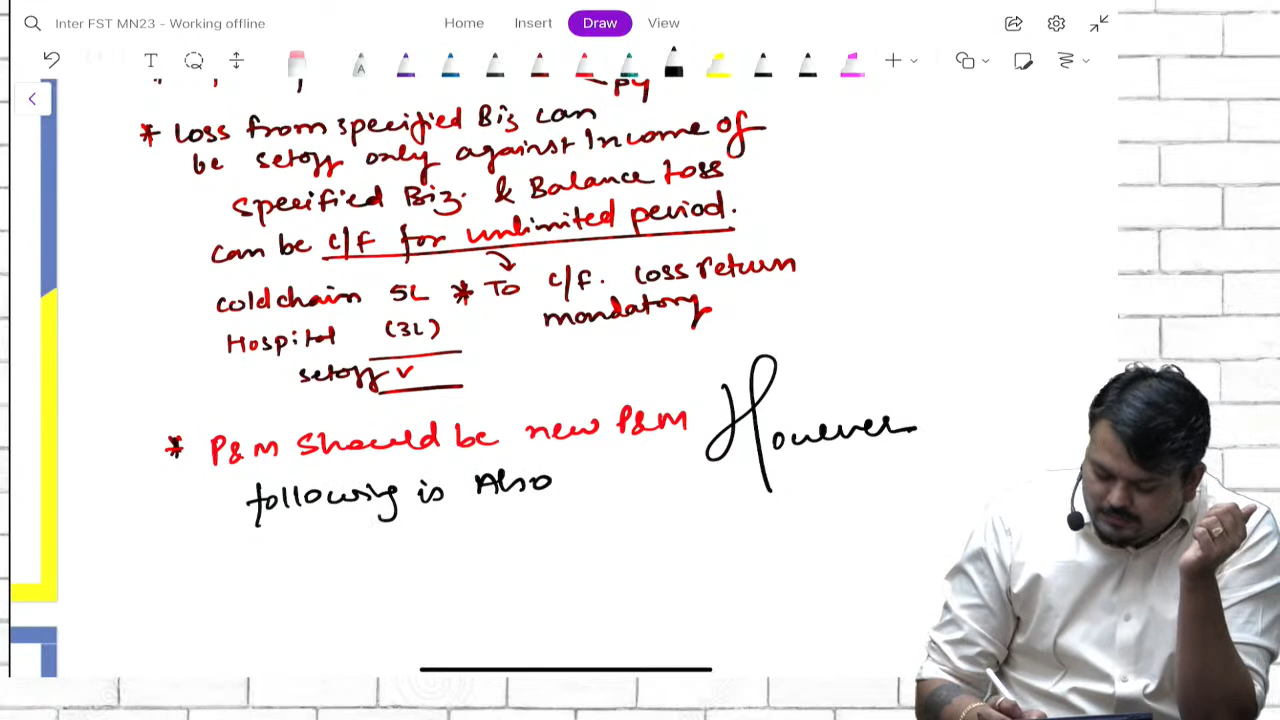 Inter FST MN23 - Working offline
Home Insert Draw View
PY
* Loss from specified Biz can
be setoff only against Income of
specified Biz. & Balance Loss
can be c/f for unlimited period.
coldchain 5L * To c/f. Loss return
mandatory
Hospital (3L)
setoff ✓
* P&M should be new P&M However
following is Also